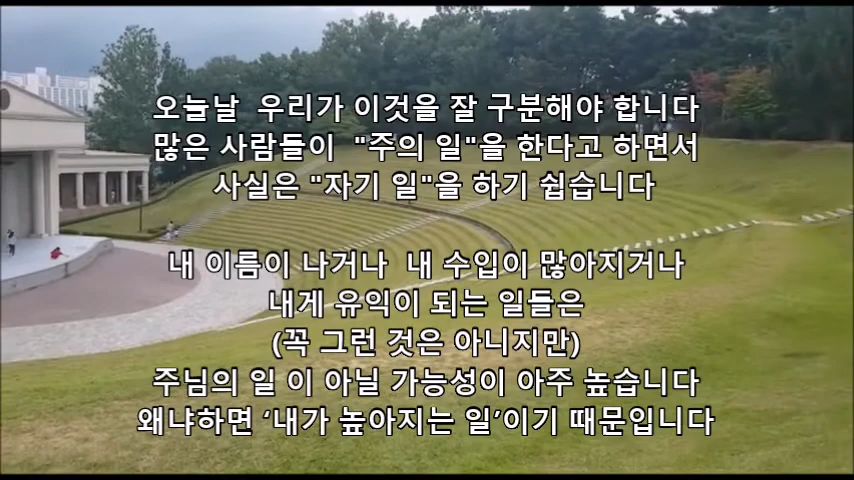 오늘날 우리가 이것을 잘 구분해야 합니다
많은 사람들이 "주의 일"을 한다고 하면서
사실은 "자기 일"을 하기 쉽습니다
내 이름이 나거나 내 수입이 많아지거나
내게 유익이 되는 일들은
(꼭 그런 것은 아니지만)
주님의 일 이 아닐 가능성이 아주 높습니다
왜냐하면 ‘내가 높아지는 일’이기 때문입니다